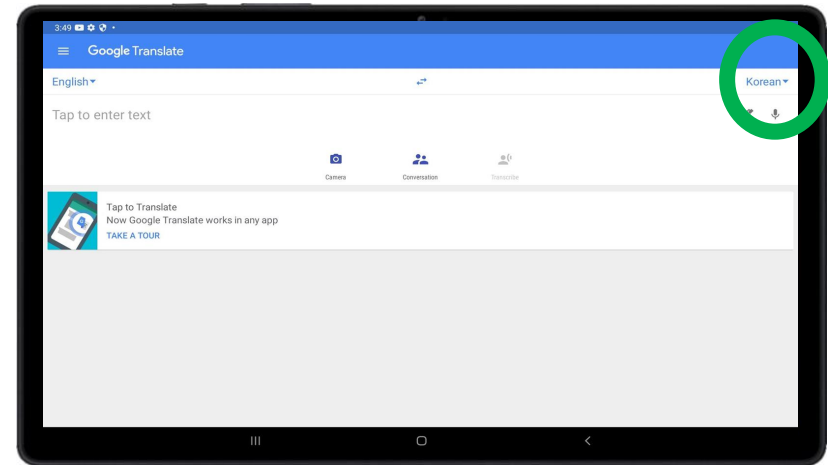 3:49
Google Translate
English
Korean
Tap to enter text
Camera
Conversation
Transcribe
Tap to Translate
Now Google Translate works in any app
TAKE A TOUR